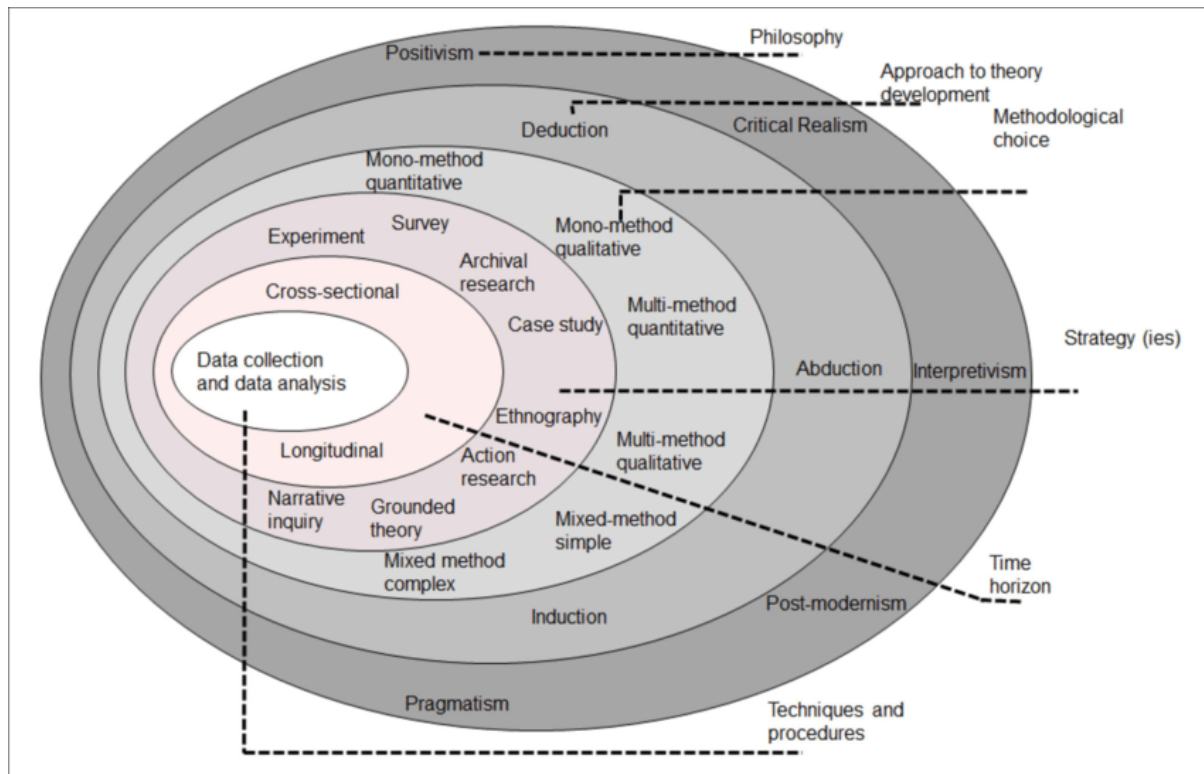 Philosophy
Positivism
Approach to theory
development
Methodological
choice
Critical Realism
Deduction
Mono-method
quantitative
Mono-method
qualitative
Survey
Experiment
Archival
research
Cross-sectional
Multi-method
quantitative
Case study
Strategy (ies)
Data collection
and data analysis
Abduction
Interpretivism
Ethnography
Multi-method
qualitative
Longitudinal
Action
research
Narrative
inquiry
Grounded
theory
Mixed-method
simple
Mixed method
complex
Time
horizon
Post-modernism
Induction
Pragmatism
Techniques and
procedures